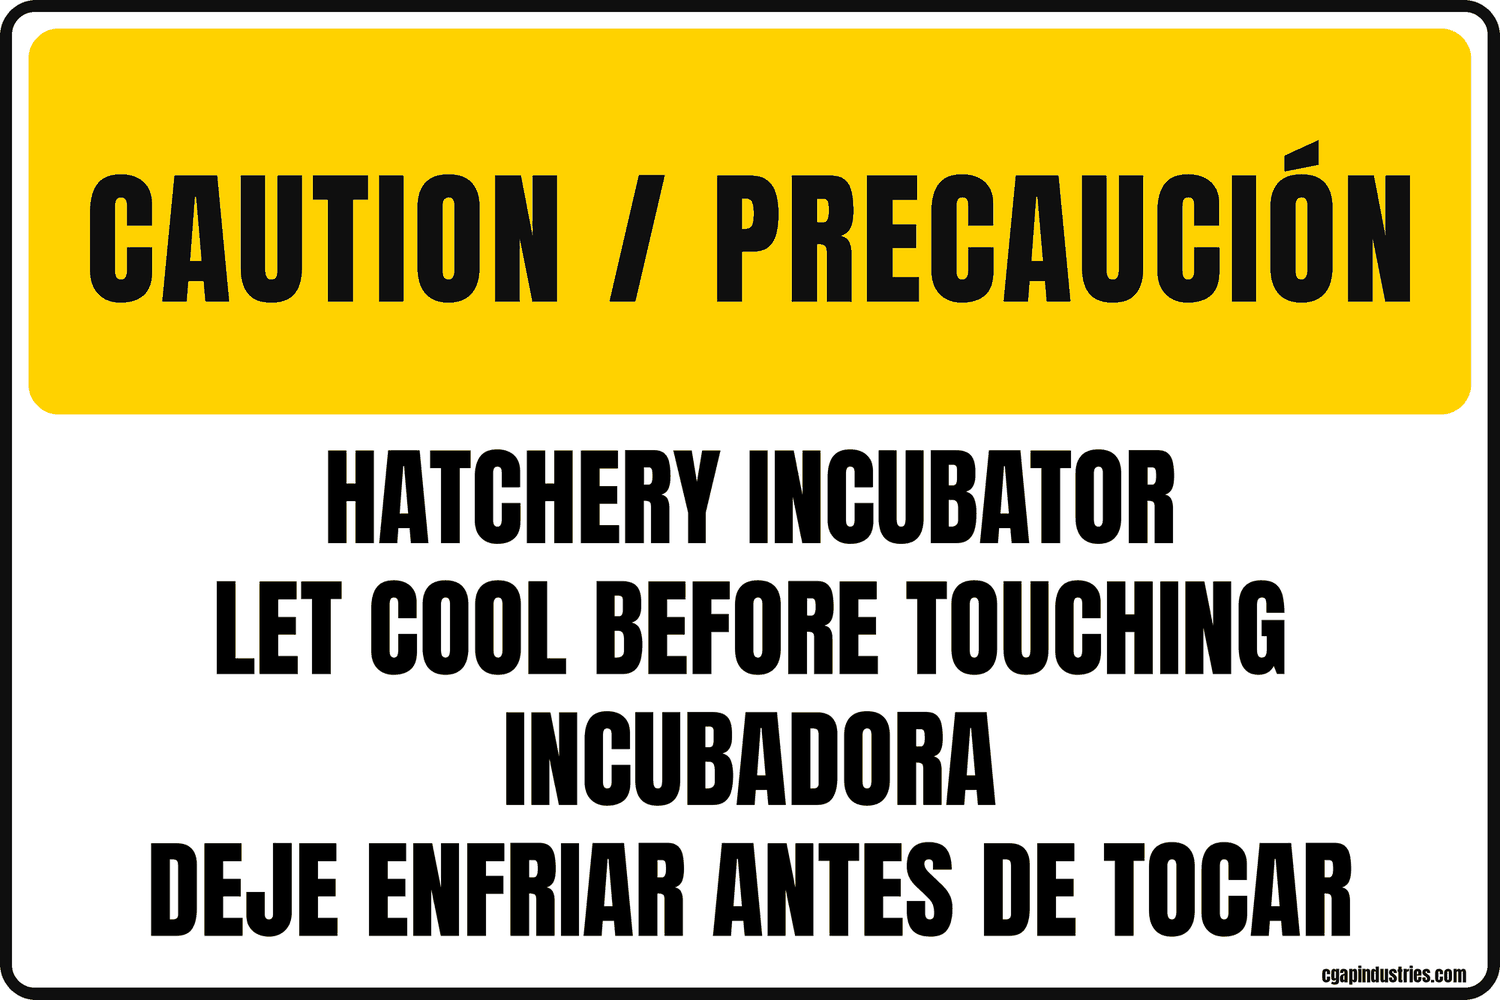 CAUTION / PRECAUCIÓN
HATCHERY INCUBATOR
LET COOL BEFORE TOUCHING
INCUBADORA
DEJE ENFRIAR ANTES DE TOCAR
cgapindustries.com